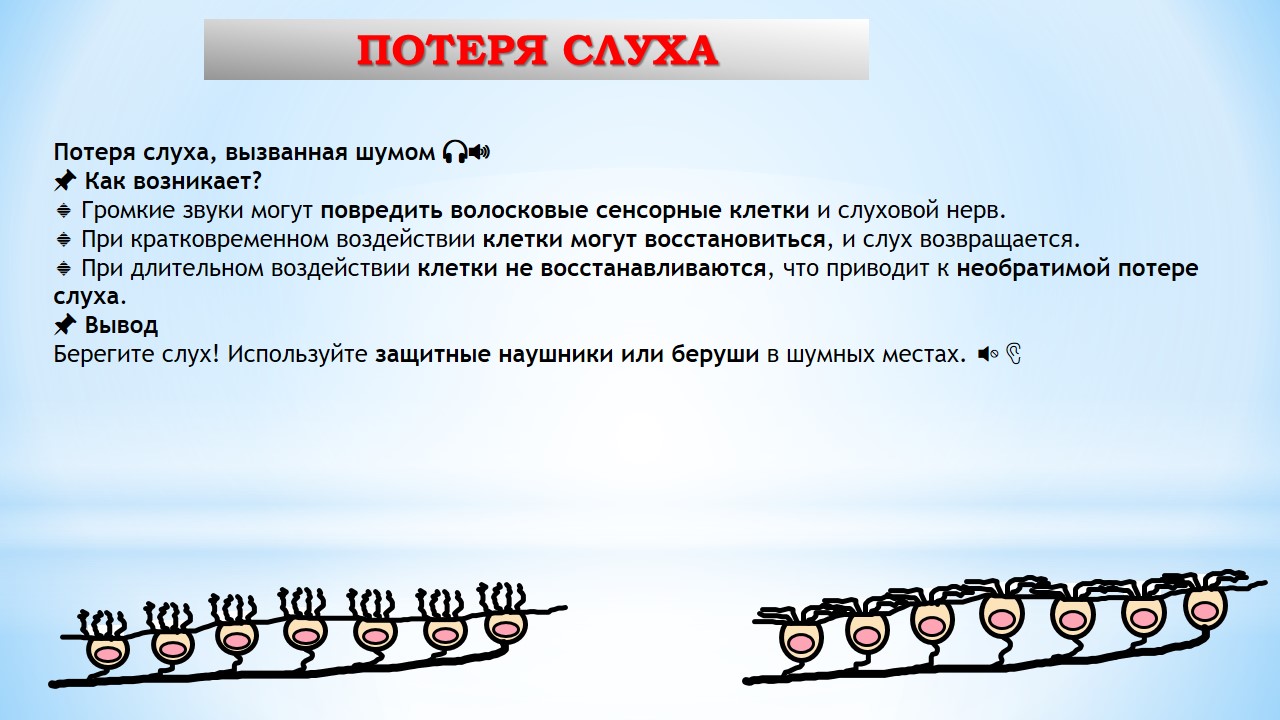 ПОТЕРЯ СЛУХА
Потеря слуха, вызванная шумом 🎧🔊
📌 Как возникает?
🔹 Громкие звуки могут повредить волосковые сенсорные клетки и слуховой нерв.
🔹 При кратковременном воздействии клетки могут восстановиться, и слух возвращается.
🔹 При длительном воздействии клетки не восстанавливаются, что приводит к необратимой потере
слуха.
📌 Вывод
Берегите слух! Используйте защитные наушники или беруши в шумных местах. 🔇👂